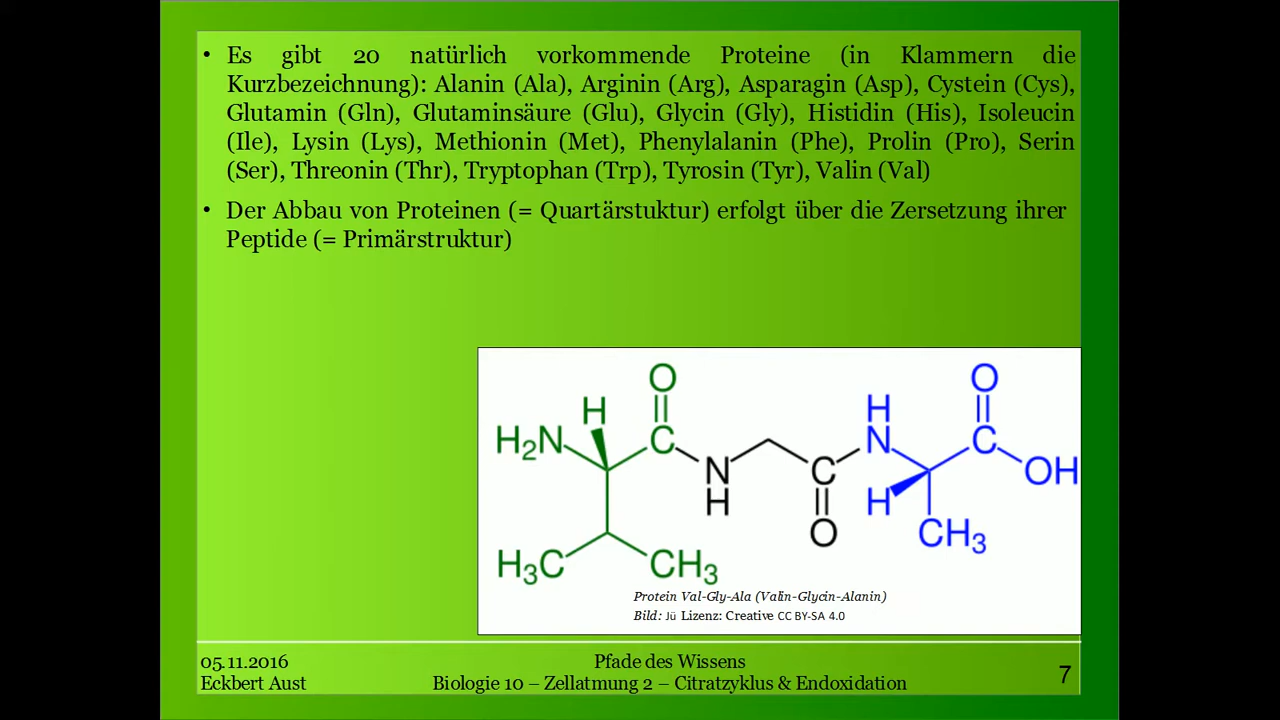 • Es gibt 20 natürlich vorkommende Proteine (in Klammern die
Kurzbezeichnung): Alanin (Ala), Arginin (Arg), Asparagin (Asp), Cystein (Cys),
Glutamin (Gln), Glutaminsäure (Glu), Glycin (Gly), Histidin (His), Isoleucin
(Ile), Lysin (Lys), Methionin (Met), Phenylalanin (Phe), Prolin (Pro), Serin
(Ser), Threonin (Thr), Tryptophan (Trp), Tyrosin (Tyr), Valin (Val)
• Der Abbau von Proteinen (= Quartärstuktur) erfolgt über die Zersetzung ihrer
Peptide (= Primärstruktur)
O O
H H
H₂N C N C
N C H OH
H O CH₃
H₃C CH₃
Protein Val-Gly-Ala (Valin-Glycin-Alanin)
Bild: Jü Lizenz: Creative CC BY-SA 4.0
05.11.2016 Pfade des Wissens
Eckbert Aust Biologie 10 – Zellatmung 2 – Citratzyklus & Endoxidation 7